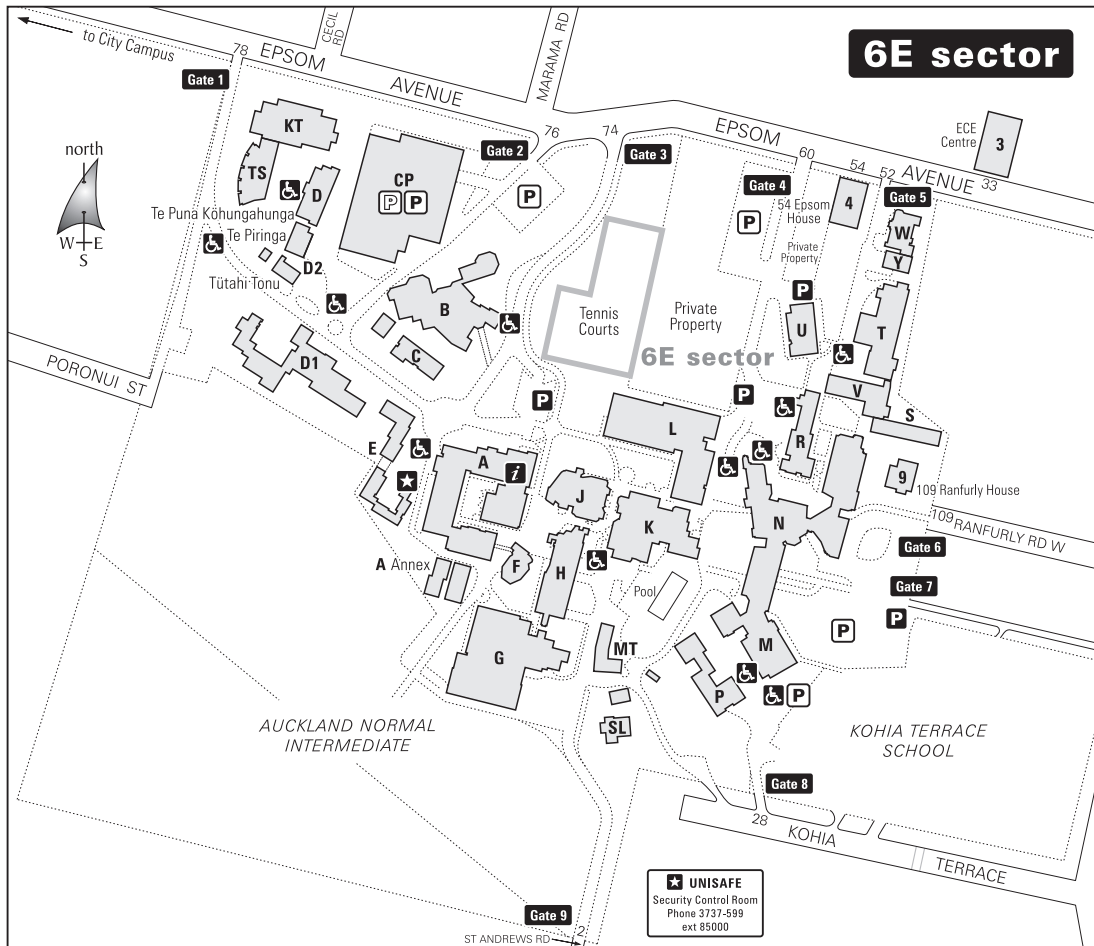 6E sector
to City Campus
78
EPSOM
AVENUE
CECIL
RD
MARAMA RD
Gate 1
76
74
Gate 2
Gate 3
EPSOM
AVENUE
ECE
Centre
3
33
60
54
52
Gate 4
Gate 5
north
W E
S
KT
TS
D
CP
P
P
P
P
4
54 Epsom
House
W
Y
Te Puna Kōhungahunga
Te Piringa
D2
Tūtahi Tonu
Private
Property
B
C
Tennis
Courts
Private
Property
6E sector
P
U
T
D1
PORONUI ST
P
P
V
S
L
R
E
A
i
J
K
N
9
109 Ranfurly House
109
RANFURLY RD W
Gate 6
Gate 7
A Annex
F
H
Pool
P
P
G
MT
M
P
P
SL
AUCKLAND NORMAL
INTERMEDIATE
KOHIA TERRACE
SCHOOL
Gate 8
28
KOHIA
TERRACE
UNISAFE
Security Control Room
Phone 3737-599
ext 85000
Gate 9
2
ST ANDREWS RD